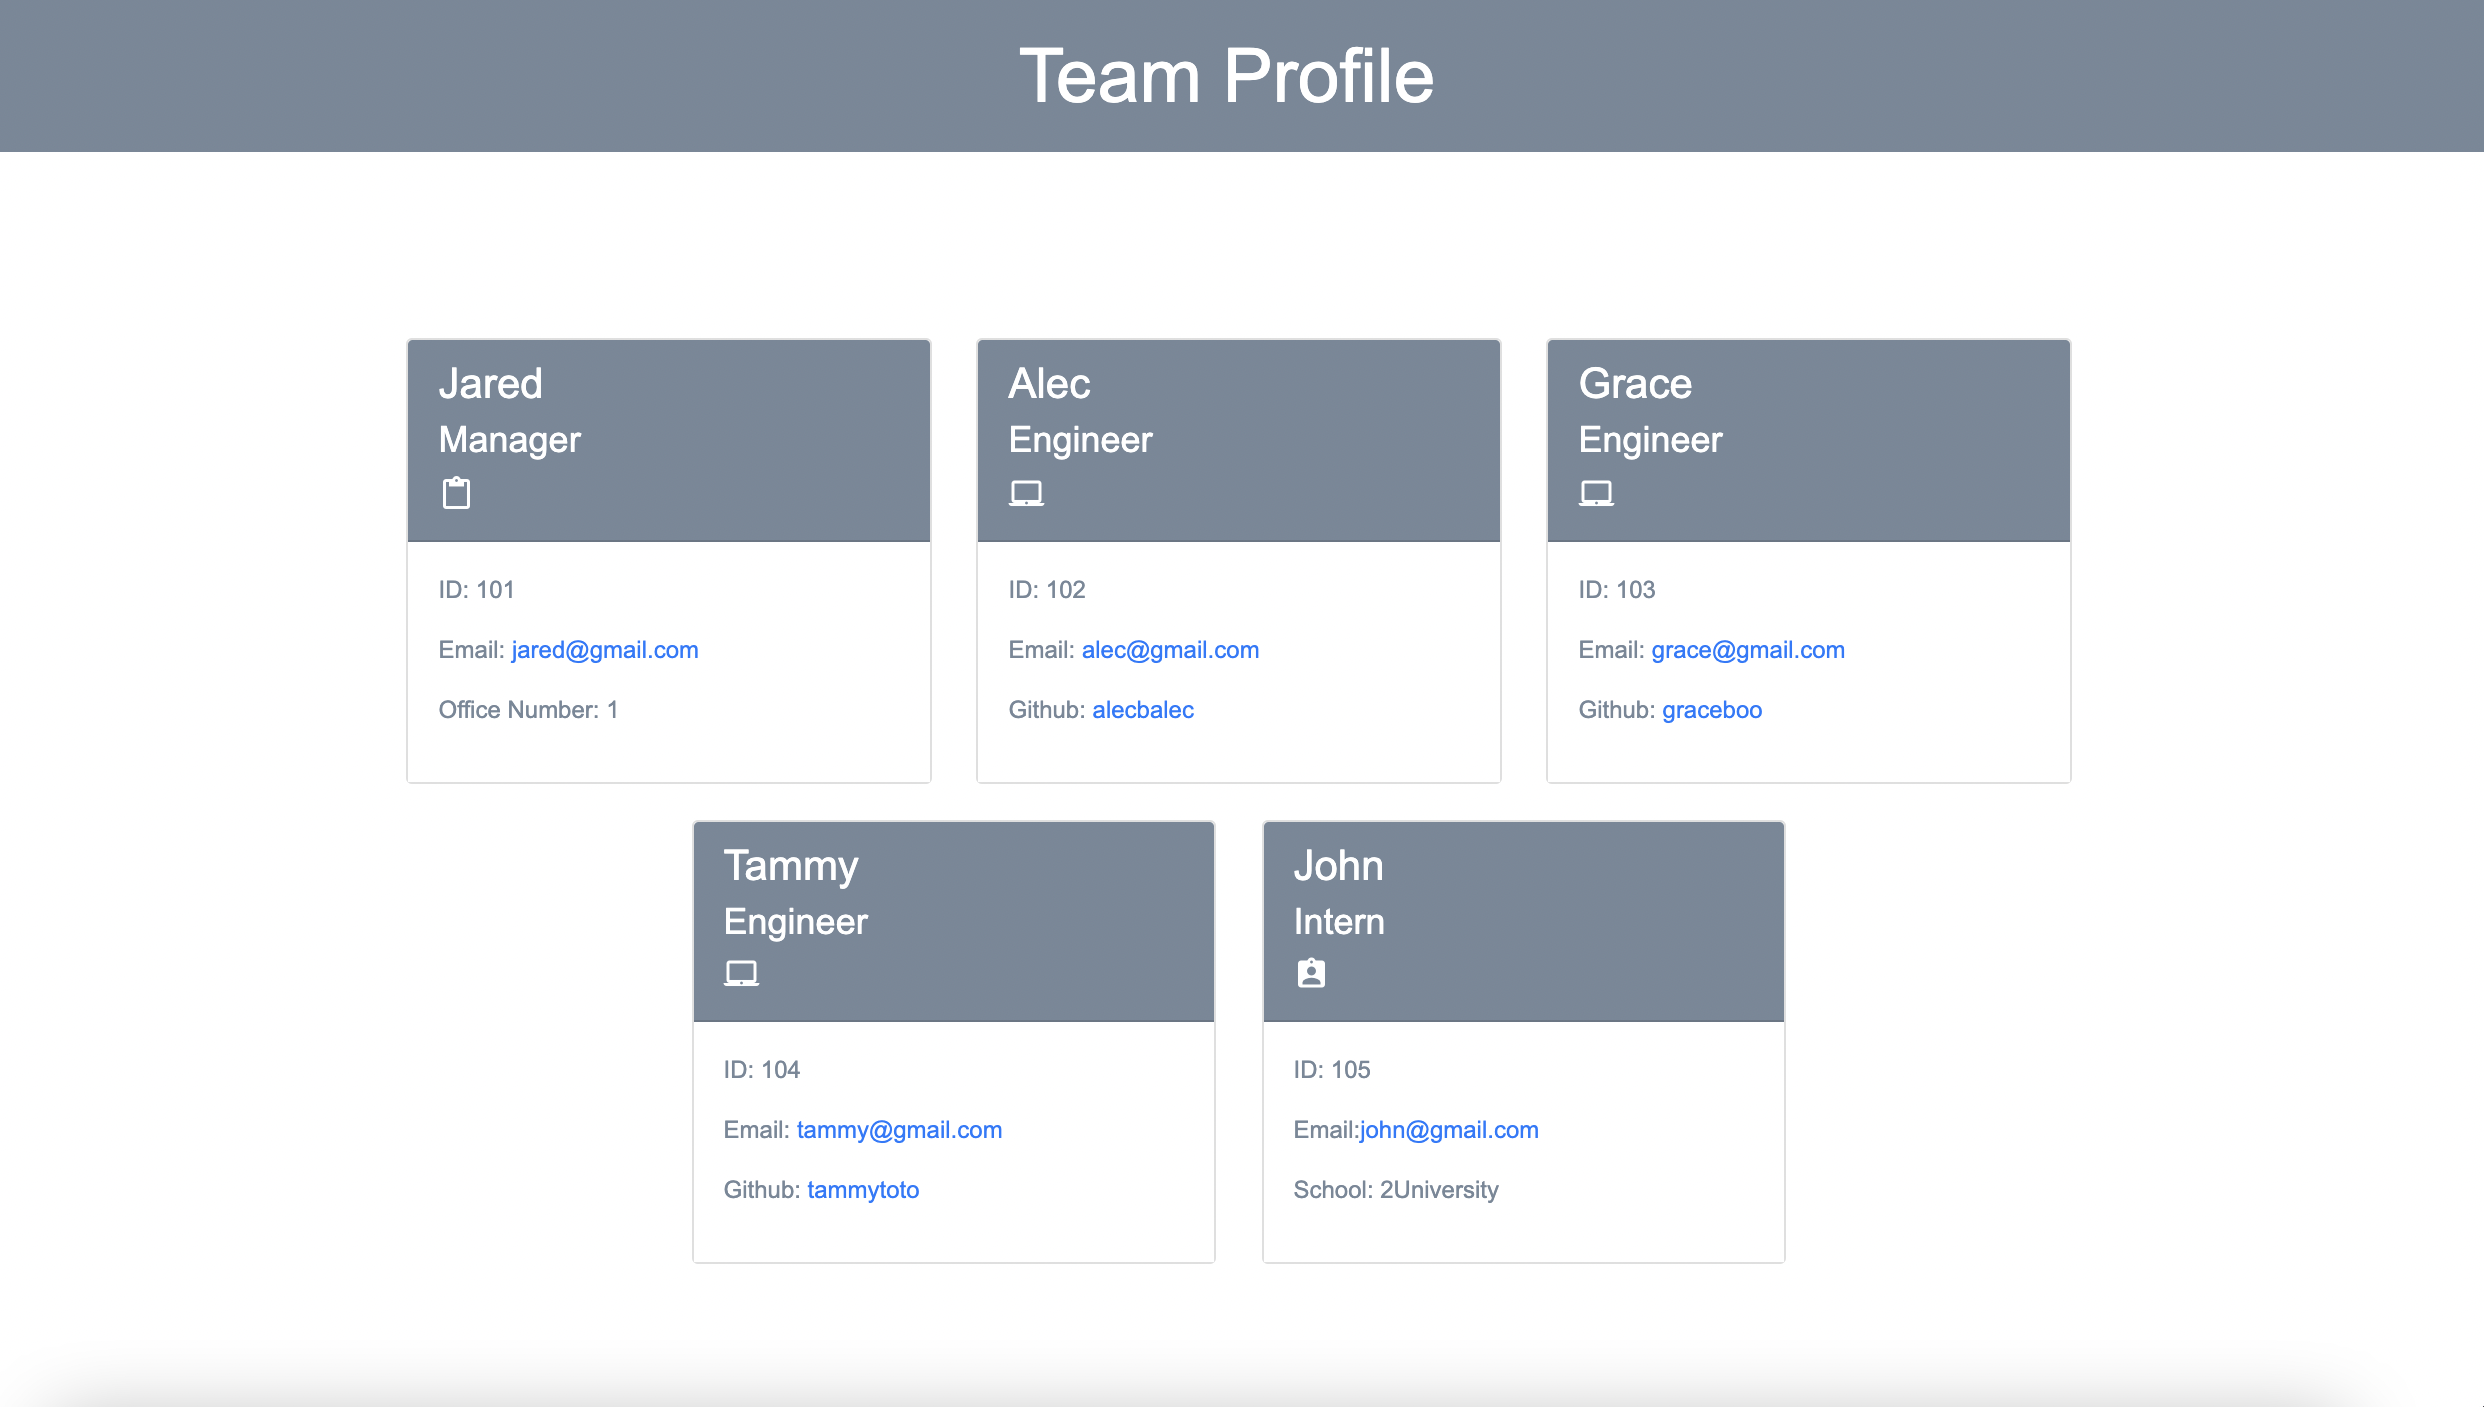 Team Profile
Jared
Manager
ID: 101
Email: jared@gmail.com
Office Number: 1
Alec
Engineer
ID: 102
Email: alec@gmail.com
Github: alecbalec
Grace
Engineer
ID: 103
Email: grace@gmail.com
Github: graceboo
Tammy
Engineer
ID: 104
Email: tammy@gmail.com
Github: tammytoto
John
Intern
ID: 105
Email:john@gmail.com
School: 2University